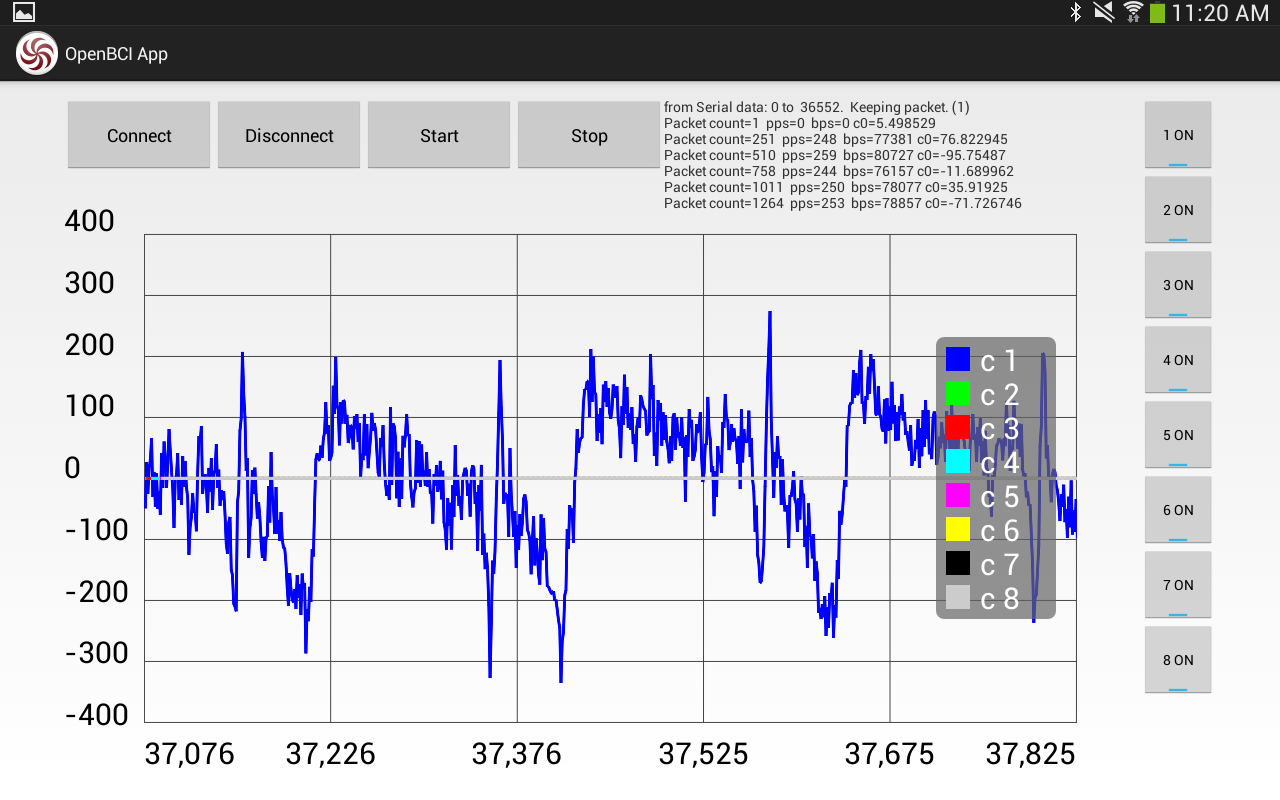 11:20 AM
OpenBCI App
Connect
Disconnect
Start
Stop
from Serial data: 0 to 36552. Keeping packet. (1)
Packet count=1 pps=0 bps=0 c0=5.498529
Packet count=251 pps=248 bps=77381 c0=76.822945
Packet count=510 pps=259 bps=80727 c0=-95.75487
Packet count=758 pps=244 bps=76157 c0=-11.689962
Packet count=1011 pps=250 bps=78077 c0=35.91925
Packet count=1264 pps=253 bps=78857 c0=-71.726746
1 ON
2 ON
3 ON
4 ON
5 ON
6 ON
7 ON
8 ON
400
300
200
100
0
-100
-200
-300
-400
c 1
c 2
c 3
c 4
c 5
c 6
c 7
c 8
37,076
37,226
37,376
37,525
37,675
37,825